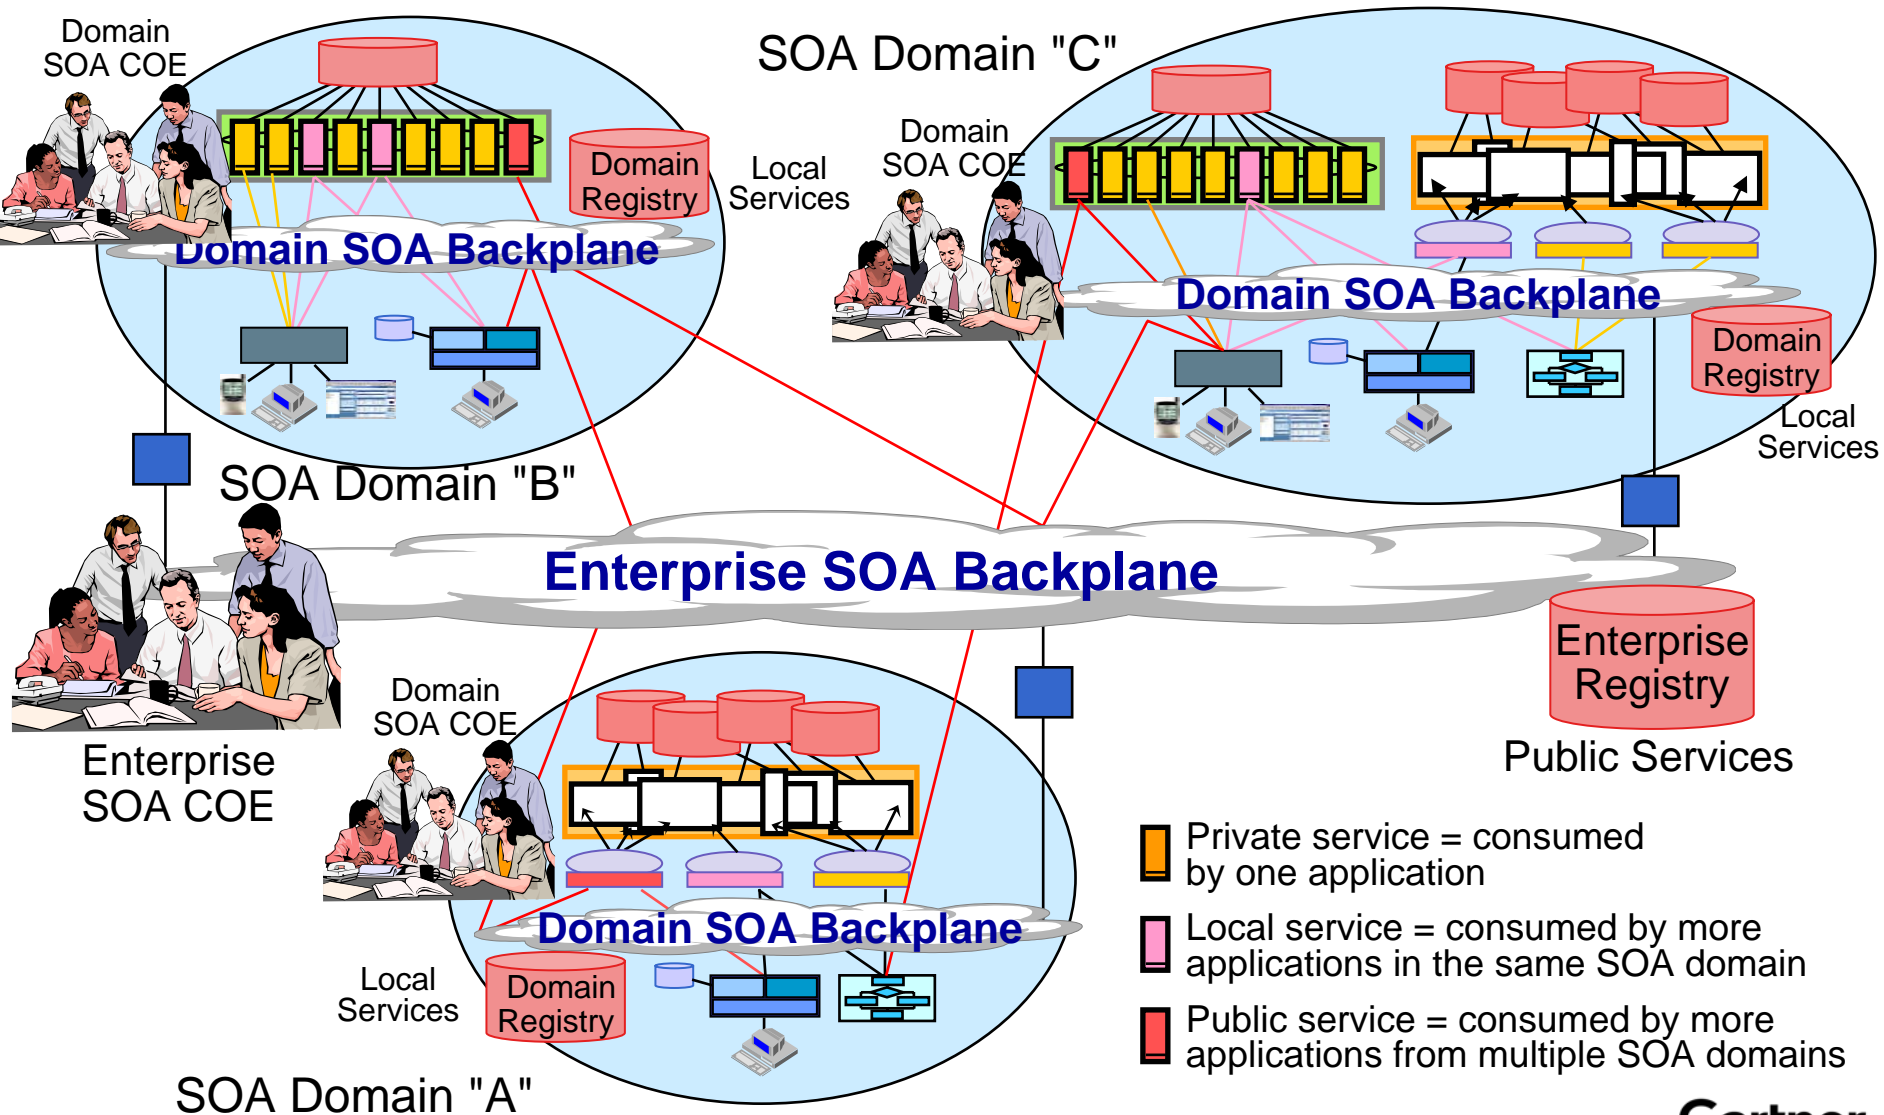 Domain
SOA COE
Domain
Registry
Local
Services
Domain SOA Backplane
SOA Domain "B"
SOA Domain "C"
Domain
SOA COE
Domain SOA Backplane
Domain
Registry
Local
Services
Enterprise SOA Backplane
Enterprise
SOA COE
Enterprise
Registry
Public Services
Domain
SOA COE
Domain SOA Backplane
Local
Services
Domain
Registry
SOA Domain "A"
Private service = consumed
by one application
Local service = consumed by more
applications in the same SOA domain
Public service = consumed by more
applications from multiple SOA domains
Gartner